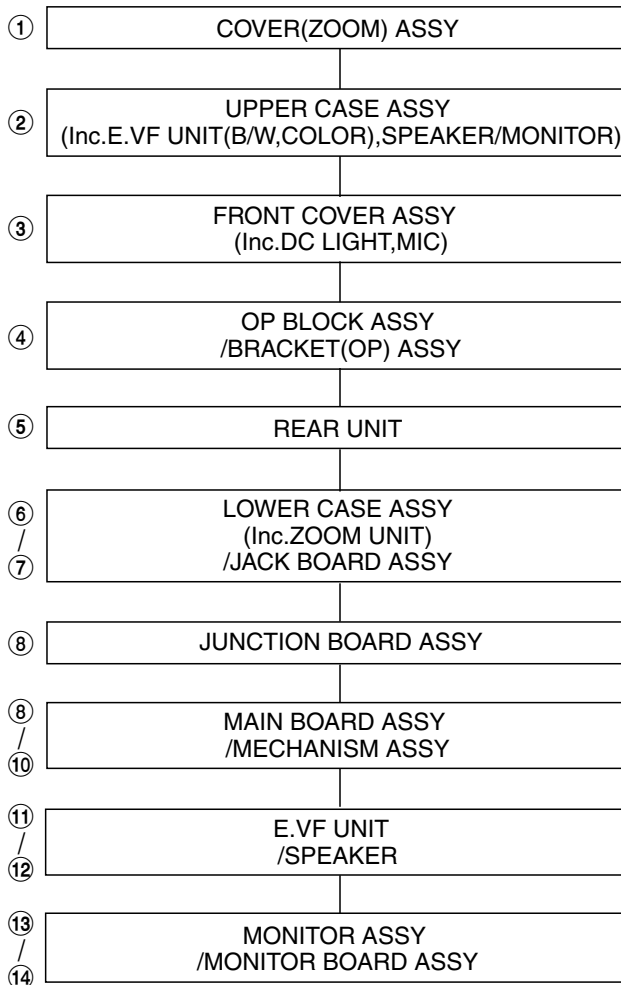 ① COVER(ZOOM) ASSY
② UPPER CASE ASSY
(Inc.E.VF UNIT(B/W,COLOR),SPEAKER/MONITOR)
③ FRONT COVER ASSY
(Inc.DC LIGHT,MIC)
④ OP BLOCK ASSY
/BRACKET(OP) ASSY
⑤ REAR UNIT
⑥ LOWER CASE ASSY
/ (Inc.ZOOM UNIT)
⑦ /JACK BOARD ASSY
⑧ JUNCTION BOARD ASSY
⑧ MAIN BOARD ASSY
/
⑩ /MECHANISM ASSY
⑪ E.VF UNIT
/
⑫ /SPEAKER
⑬ MONITOR ASSY
/
⑭ /MONITOR BOARD ASSY